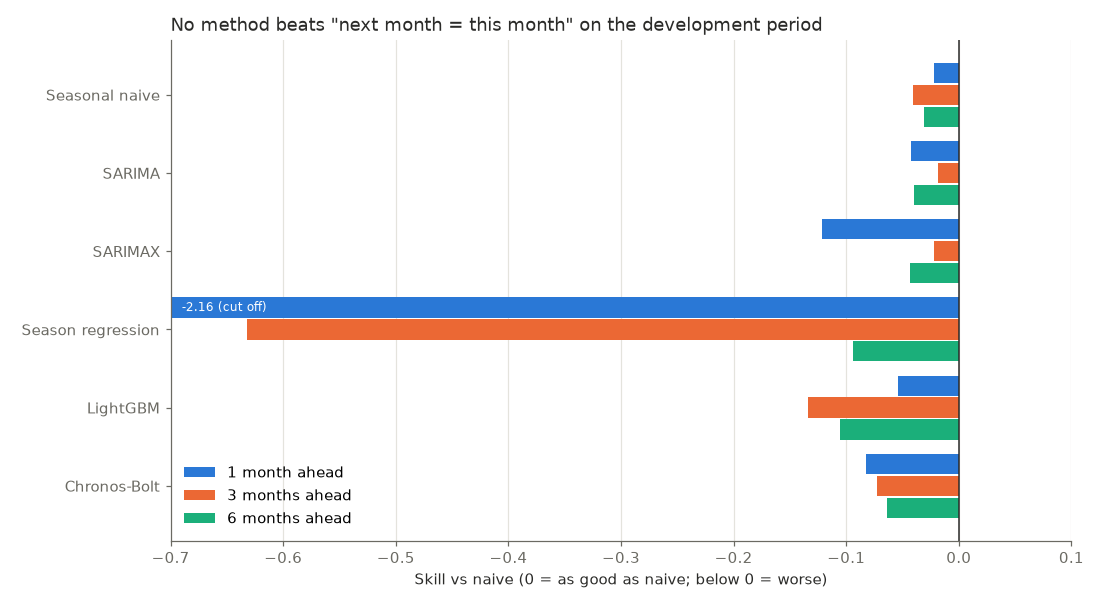 No method beats "next month = this month" on the development period
Seasonal naive
SARIMA
SARIMAX
-2.16 (cut off)
Season regression
LightGBM
Chronos-Bolt
1 month ahead
3 months ahead
6 months ahead
−0.7 −0.6 −0.5 −0.4 −0.3 −0.2 −0.1 0.0 0.1
Skill vs naive (0 = as good as naive; below 0 = worse)